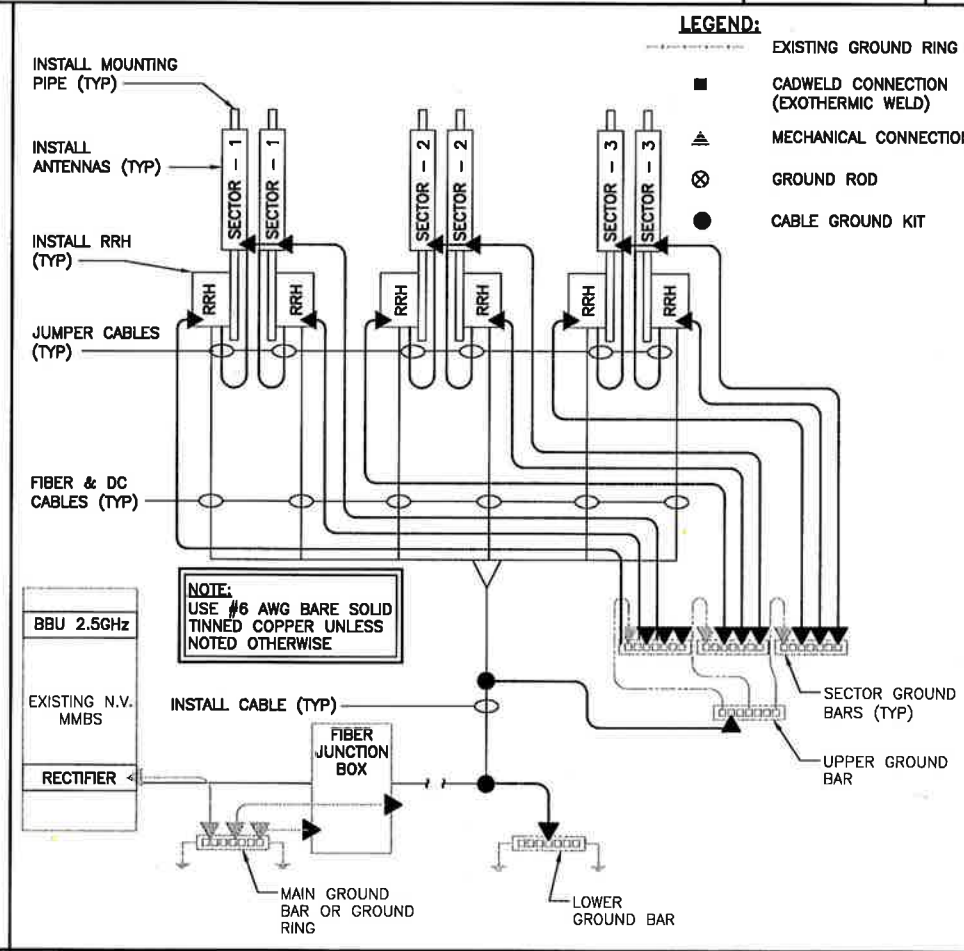 LEGEND:
EXISTING GROUND RING
CADWELD CONNECTION
(EXOTHERMIC WELD)
MECHANICAL CONNECTION
GROUND ROD
CABLE GROUND KIT
INSTALL MOUNTING
PIPE (TYP)
INSTALL
ANTENNAS (TYP)
SECTOR - 1
SECTOR - 1
SECTOR - 2
SECTOR - 2
SECTOR - 3
SECTOR - 3
INSTALL RRH
(TYP)
RRH
RRH
RRH
RRH
RRH
RRH
JUMPER CABLES
(TYP)
FIBER & DC
CABLES (TYP)
NOTE:
USE #6 AWG BARE SOLID
TINNED COPPER UNLESS
NOTED OTHERWISE
BBU 2.5GHz
EXISTING N.V.
MMBS
RECTIFIER
INSTALL CABLE (TYP)
FIBER
JUNCTION
BOX
SECTOR GROUND
BARS (TYP)
UPPER GROUND
BAR
MAIN GROUND
BAR OR GROUND
RING
LOWER
GROUND BAR